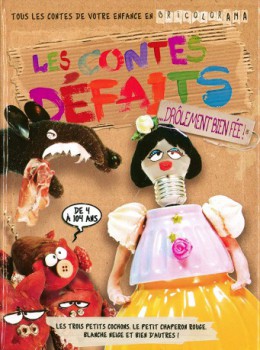 TOUS LES CONTES DE VOTRE ENFANCE EN BRICOLORAMA
LES CONTES
DÉFAITS
DRÔLEMENT BIEN FÉE !
DE 4
À 104 ANS
LES TROIS PETITS COCHONS, LE PETIT CHAPERON ROUGE,
BLANCHE NEIGE ET BIEN D'AUTRES !